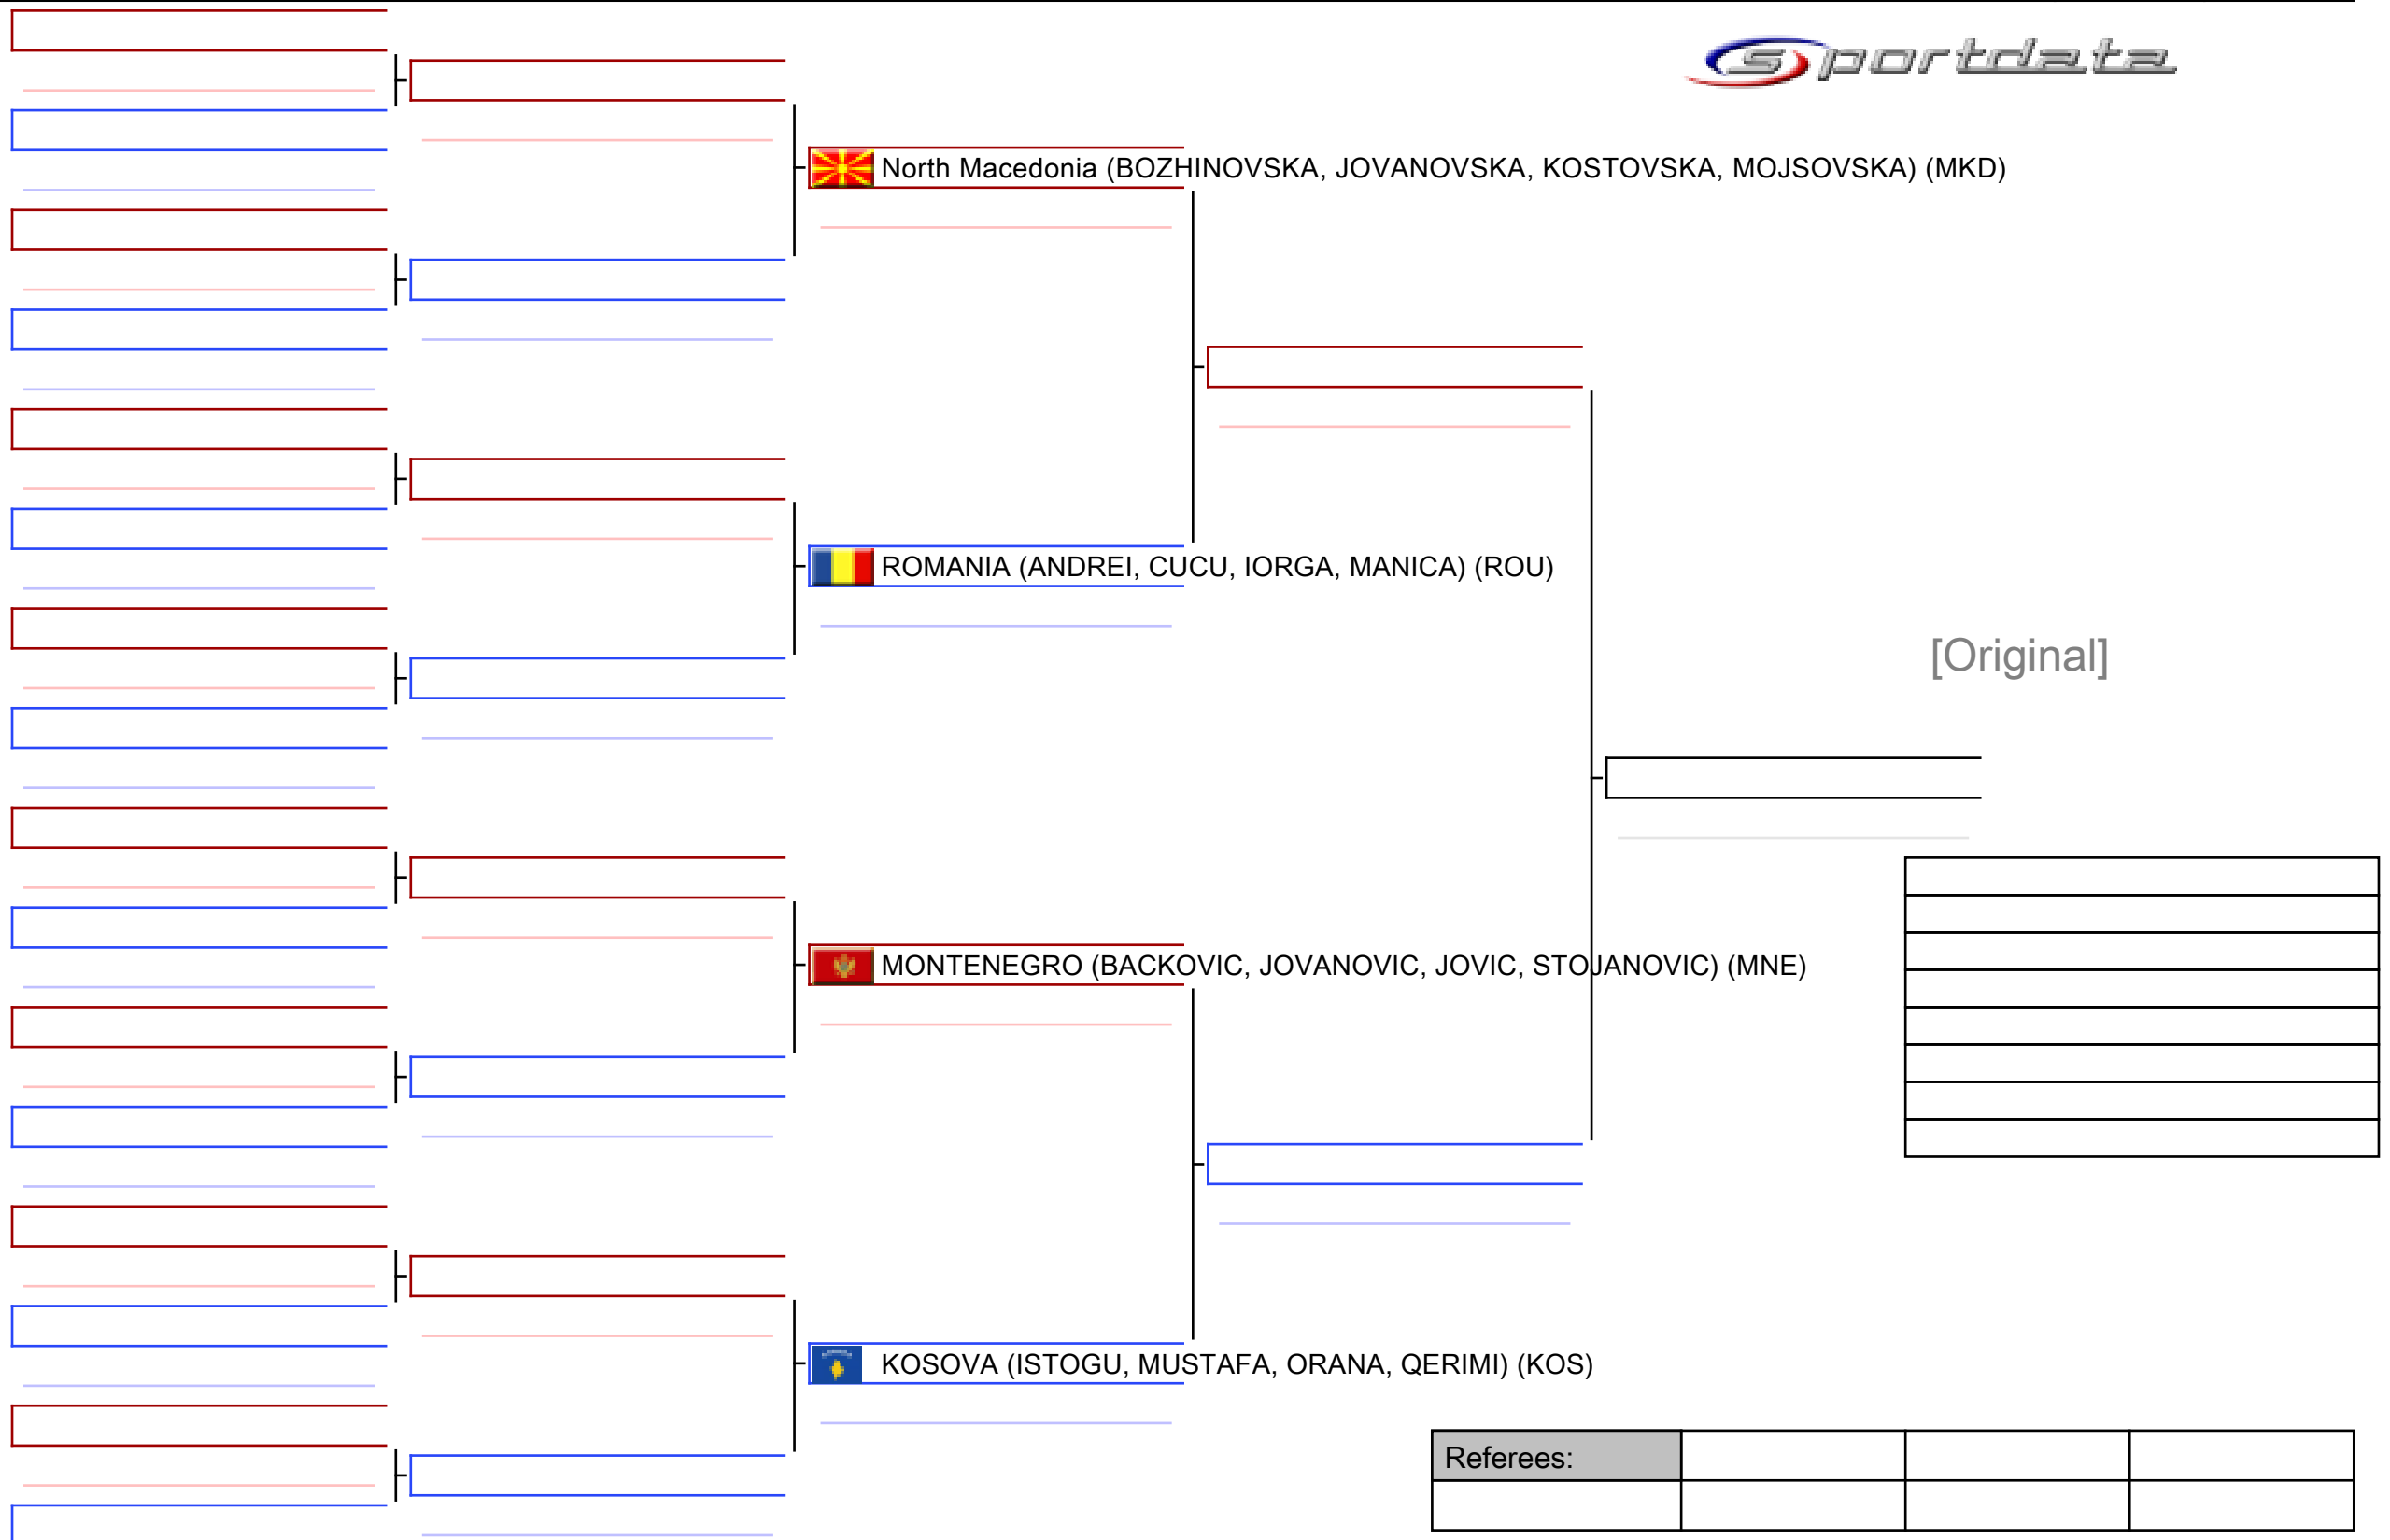 sportdata
North Macedonia (BOZHINOVSKA, JOVANOVSKA, KOSTOVSKA, MOJSOVSKA) (MKD)
ROMANIA (ANDREI, CUCU, IORGA, MANICA) (ROU)
[Original]
MONTENEGRO (BACKOVIC, JOVANOVIC, JOVIC, STOJANOVIC) (MNE)
KOSOVA (ISTOGU, MUSTAFA, ORANA, QERIMI) (KOS)
Referees: